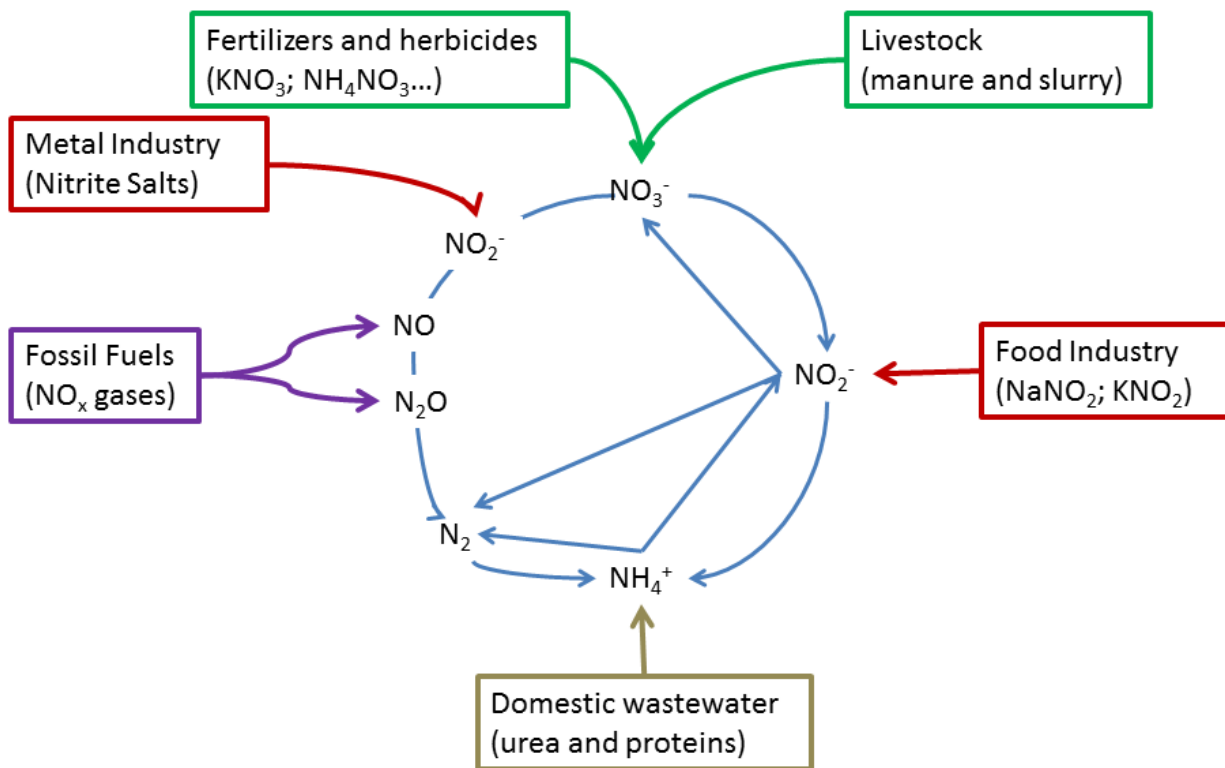 Fertilizers and herbicides
(KNO₃; NH₄NO₃...)
Livestock
(manure and slurry)
Metal Industry
(Nitrite Salts)
NO₃⁻
NO₂⁻
NO
Fossil Fuels
(NOₓ gases)
N₂O
NO₂⁻
Food Industry
(NaNO₂; KNO₂)
N₂
NH₄⁺
Domestic wastewater
(urea and proteins)